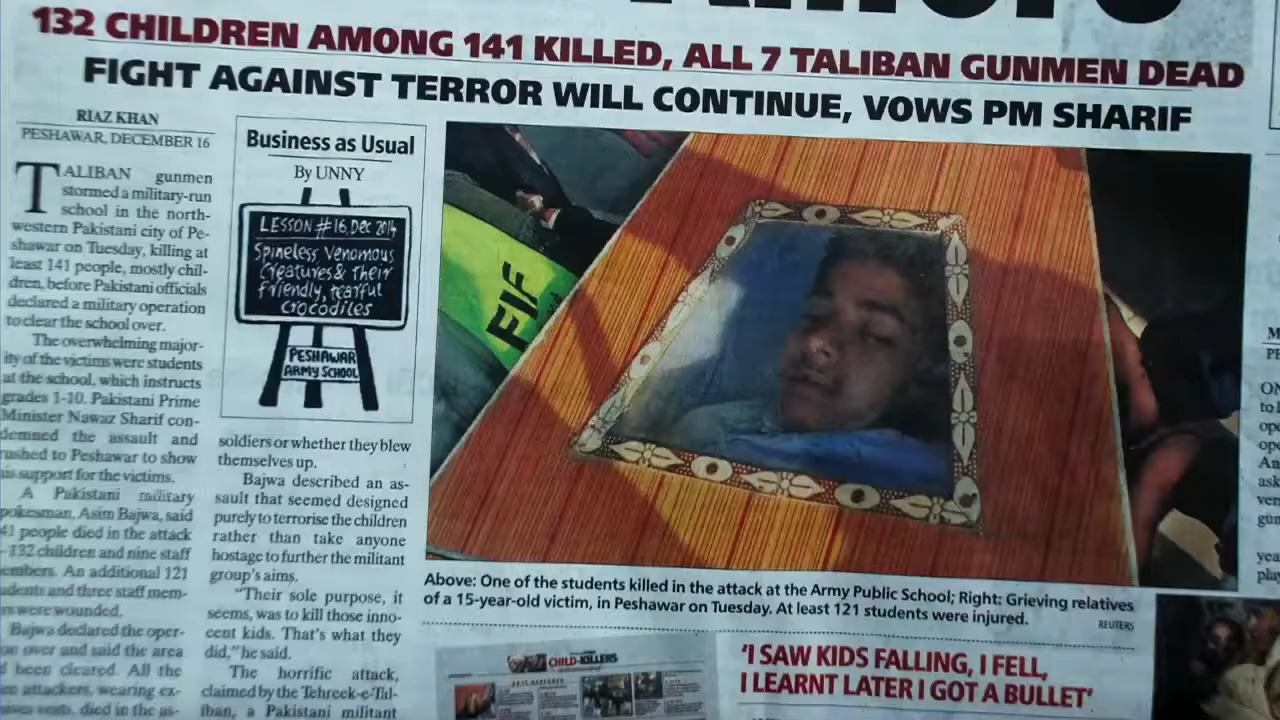 132 CHILDREN AMONG 141 KILLED, ALL 7 TALIBAN GUNMEN DEAD
FIGHT AGAINST TERROR WILL CONTINUE, VOWS PM SHARIF
RIAZ KHAN
PESHAWAR, DECEMBER 16
TALIBAN gunmen
stormed a military-run
school in the north-
western Pakistani city of Pe-
shawar on Tuesday, killing at
least 141 people, mostly chil-
dren, before Pakistani officials
declared a military operation
to clear the school over.
The overwhelming major-
ity of the victims were students
at the school, which instructs
grades 1-10. Pakistani Prime
Minister Nawaz Sharif con-
demned the assault and
rushed to Peshawar to show
his support for the victims.
A Pakistani military
spokesman, Asim Bajwa, said
41 people died in the attack
- 132 children and nine staff
members. An additional 121
students and three staff mem-
bers were wounded.
Bajwa declared the oper-
on over and said the area
been cleared. All the
attackers, wearing ex-
vests, died in the as-
Business as Usual
By UNNY
LESSON #16, Dec 2014
Spineless Venomous
Creatures & Their
friendly, tearful
crocodiles
PESHAWAR
ARMY SCHOOL
soldiers or whether they blew
themselves up.
Bajwa described an as-
sault that seemed designed
purely to terrorise the children
rather than take anyone
hostage to further the militant
group's aims.
"Their sole purpose, it
seems, was to kill those inno-
cent kids. That's what they
did," he said.
The horrific attack,
claimed by the Tehreek-e-Tal-
iban, a Pakistani militant
FIF
Above: One of the students killed in the attack at the Army Public School; Right: Grieving relatives
of a 15-year-old victim, in Peshawar on Tuesday. At least 121 students were injured.
REUTERS
CHILD-KILLERS
'I SAW KIDS FALLING, I FELL,
I LEARNT LATER I GOT A BULLET'